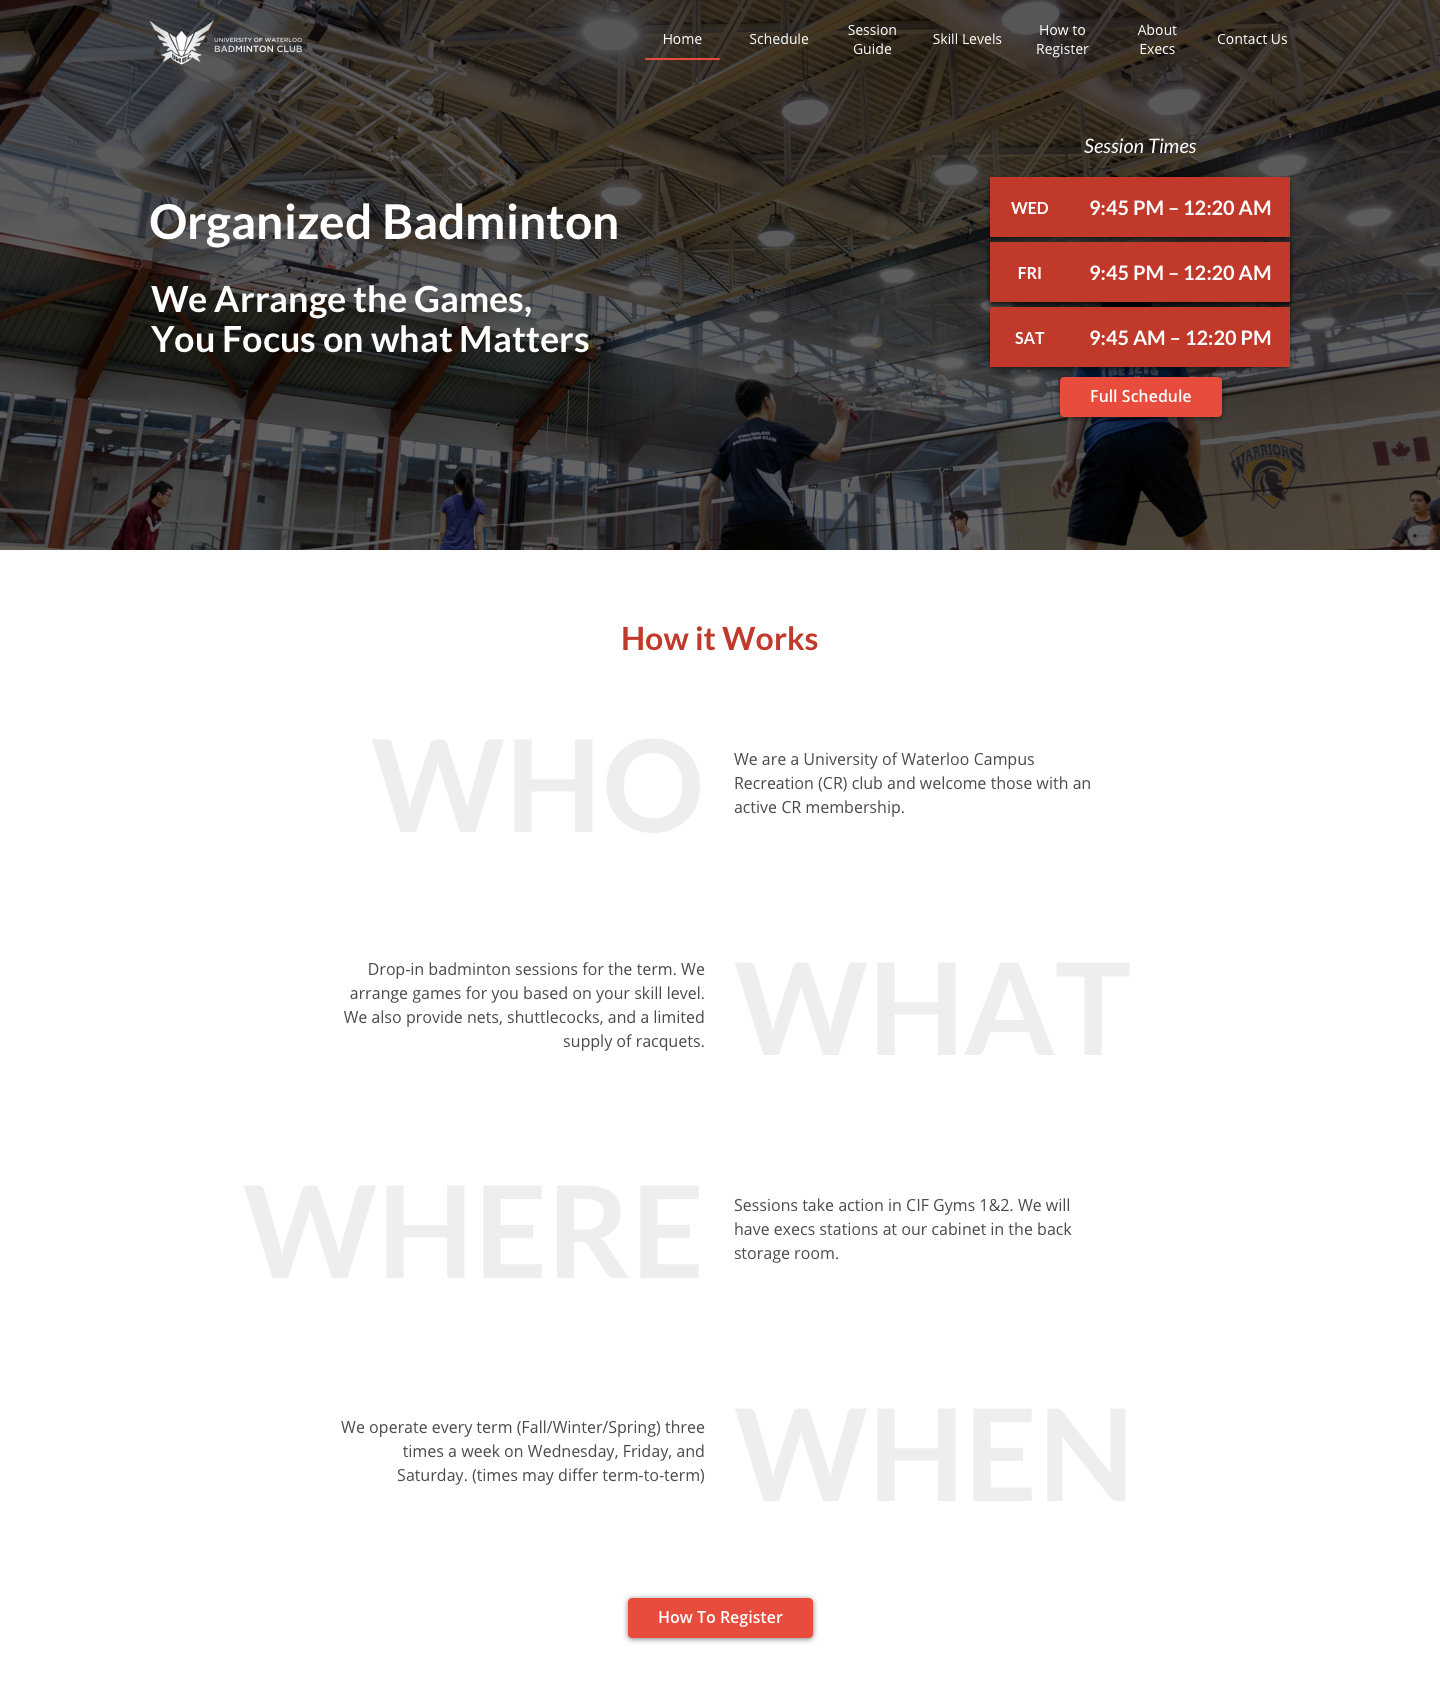 UNIVERSITY OF WATERLOO
BADMINTON CLUB
Home
Schedule
Session
Guide
Skill Levels
How to
Register
About
Execs
Contact Us
Session Times
WED 9:45 PM – 12:20 AM
FRI 9:45 PM – 12:20 AM
SAT 9:45 AM – 12:20 PM
Full Schedule
Organized Badminton
We Arrange the Games,
You Focus on what Matters
WATERLOO
BADMINTON CLUB
WARRIORS
How it Works
WHO
We are a University of Waterloo Campus
Recreation (CR) club and welcome those with an
active CR membership.
Drop-in badminton sessions for the term. We
arrange games for you based on your skill level.
We also provide nets, shuttlecocks, and a limited
supply of racquets.
WHAT
WHERE
Sessions take action in CIF Gyms 1&2. We will
have execs stations at our cabinet in the back
storage room.
We operate every term (Fall/Winter/Spring) three
times a week on Wednesday, Friday, and
Saturday. (times may differ term-to-term)
WHEN
How To Register